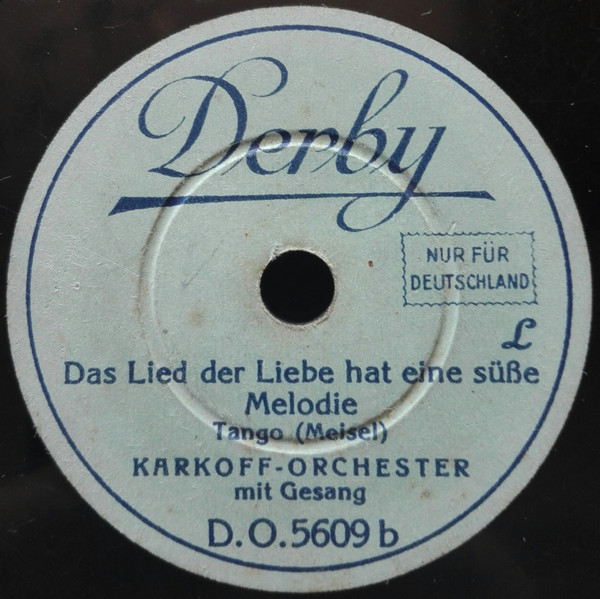 Derby
NUR FÜR
DEUTSCHLAND
L
Das Lied der Liebe hat eine süße
Melodie
Tango (Meisel)
KARKOFF-ORCHESTER
mit Gesang
D.O.5609 b